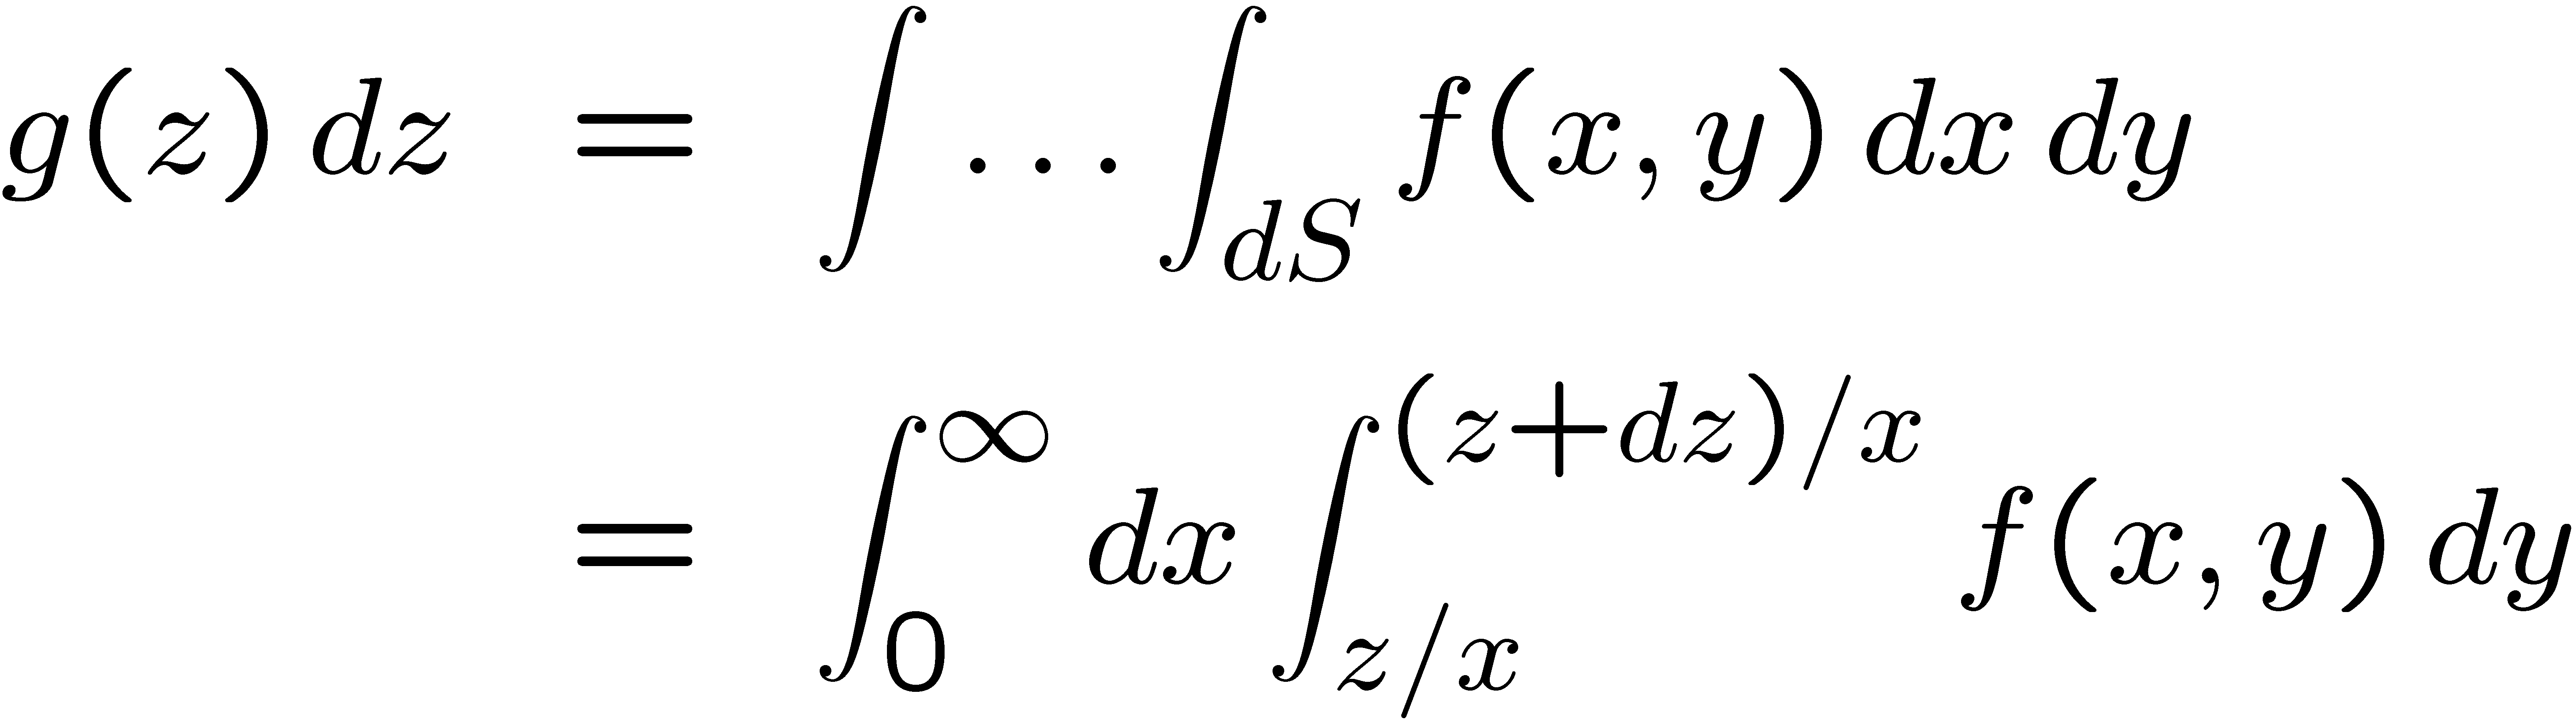 g(z) dz = ∫ … ∫_{dS} f(x, y) dx dy
= ∫_0^∞ dx ∫_{z/x}^{(z+dz)/x} f(x, y) dy